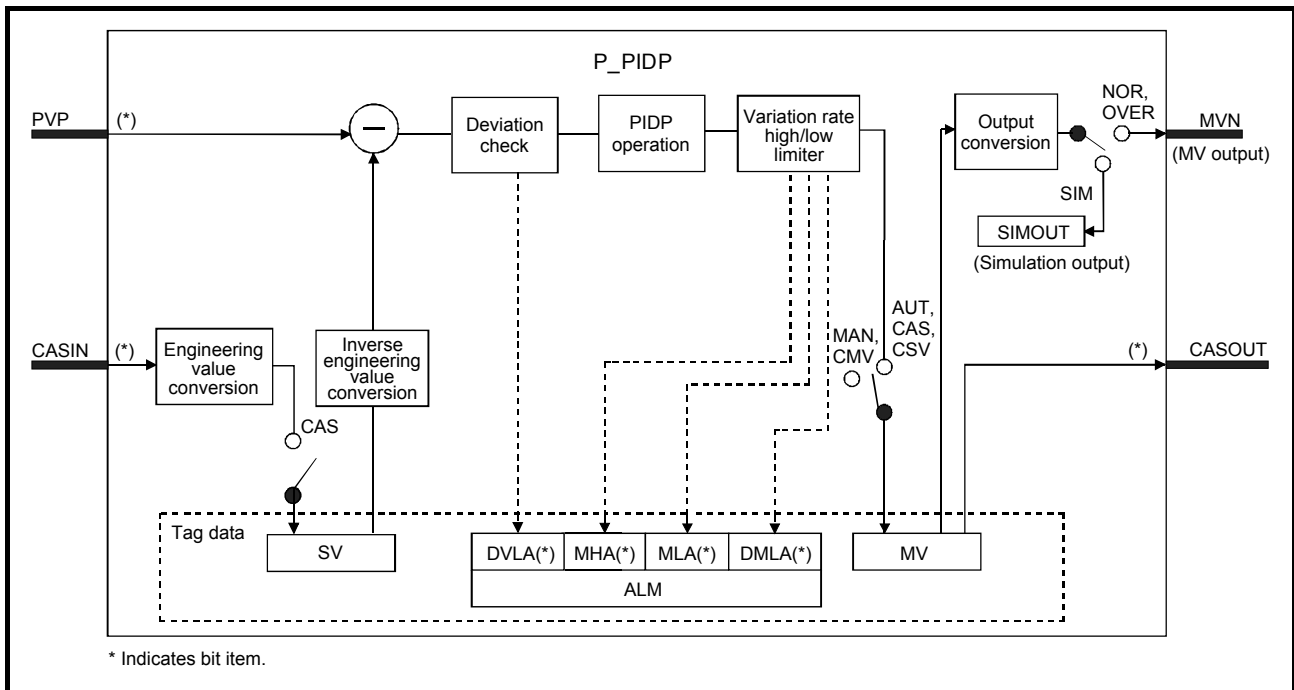 P_PIDP
PVP
(*)
Deviation
check
PIDP
operation
Variation rate
high/low
limiter
Output
conversion
NOR,
OVER
MVN
(MV output)
SIM
SIMOUT
(Simulation output)
CASIN
(*)
Engineering
value
conversion
CAS
Inverse
engineering
value
conversion
MAN,
CMV
AUT,
CAS,
CSV
(*)
CASOUT
Tag data
SV
DVLA(*)
MHA(*)
MLA(*)
DMLA(*)
ALM
MV
* Indicates bit item.